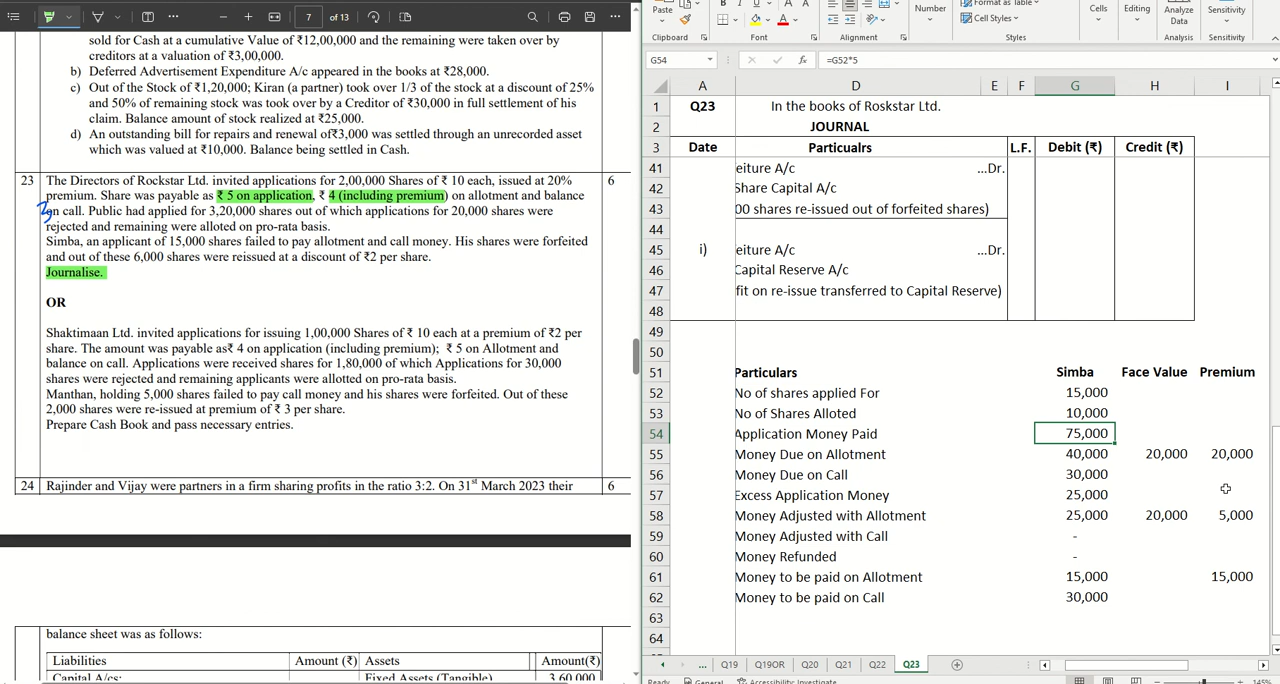 7 of 13
sold for Cash at a cumulative Value of ₹12,00,000 and the remaining were taken over by
creditors at a valuation of ₹3,00,000.
b) Deferred Advertisement Expenditure A/c appeared in the books at ₹28,000.
c) Out of the Stock of ₹1,20,000; Kiran (a partner) took over 1/3 of the stock at a discount of 25%
and 50% of remaining stock was took over by a Creditor of ₹30,000 in full settlement of his
claim. Balance amount of stock realized at ₹25,000.
d) An outstanding bill for repairs and renewal of₹3,000 was settled through an unrecorded asset
which was valued at ₹10,000. Balance being settled in Cash.
23 The Directors of Rockstar Ltd. invited applications for 2,00,000 Shares of ₹ 10 each, issued at 20% 6
premium. Share was payable as ₹ 5 on application, ₹ 4 (including premium) on allotment and balance
3 on call. Public had applied for 3,20,000 shares out of which applications for 20,000 shares were
rejected and remaining were alloted on pro-rata basis.
Simba, an applicant of 15,000 shares failed to pay allotment and call money. His shares were forfeited
and out of these 6,000 shares were reissued at a discount of ₹2 per share.
Journalise.
OR
Shaktimaan Ltd. invited applications for issuing 1,00,000 Shares of ₹ 10 each at a premium of ₹2 per
share. The amount was payable as₹ 4 on application (including premium); ₹ 5 on Allotment and
balance on call. Applications were received shares for 1,80,000 of which Applications for 30,000
shares were rejected and remaining applicants were allotted on pro-rata basis.
Manthan, holding 5,000 shares failed to pay call money and his shares were forfeited. Out of these
2,000 shares were re-issued at premium of ₹ 3 per share.
Prepare Cash Book and pass necessary entries.
24 Rajinder and Vijay were partners in a firm sharing profits in the ratio 3:2. On 31st March 2023 their 6
balance sheet was as follows:
Liabilities Amount (₹) Assets Amount(₹)
Capital A/cs: Fixed Assets (Tangible) 3,60,000
Paste
B I U A A
Number
Format as Table
Cell Styles
Cells
Editing
Analyze
Data
Sensitivity
Clipboard Font Alignment Styles Analysis Sensitivity
G54 fx =G52*5
A D E F G H I
1 Q23 In the books of Roskstar Ltd.
2 JOURNAL
3 Date Particualrs L.F. Debit (₹) Credit (₹)
41 eiture A/c ...Dr.
42 Share Capital A/c
43 00 shares re-issued out of forfeited shares)
44
45 i) eiture A/c ...Dr.
46 Capital Reserve A/c
47 fit on re-issue transferred to Capital Reserve)
48
49
50
51 Particulars Simba Face Value Premium
52 No of shares applied For 15,000
53 No of Shares Alloted 10,000
54 Application Money Paid 75,000
55 Money Due on Allotment 40,000 20,000 20,000
56 Money Due on Call 30,000
57 Excess Application Money 25,000
58 Money Adjusted with Allotment 25,000 20,000 5,000
59 Money Adjusted with Call -
60 Money Refunded -
61 Money to be paid on Allotment 15,000 15,000
62 Money to be paid on Call 30,000
63
64
... Q19 Q19OR Q20 Q21 Q22 Q23
Ready General Accessibility: Investigate 145%